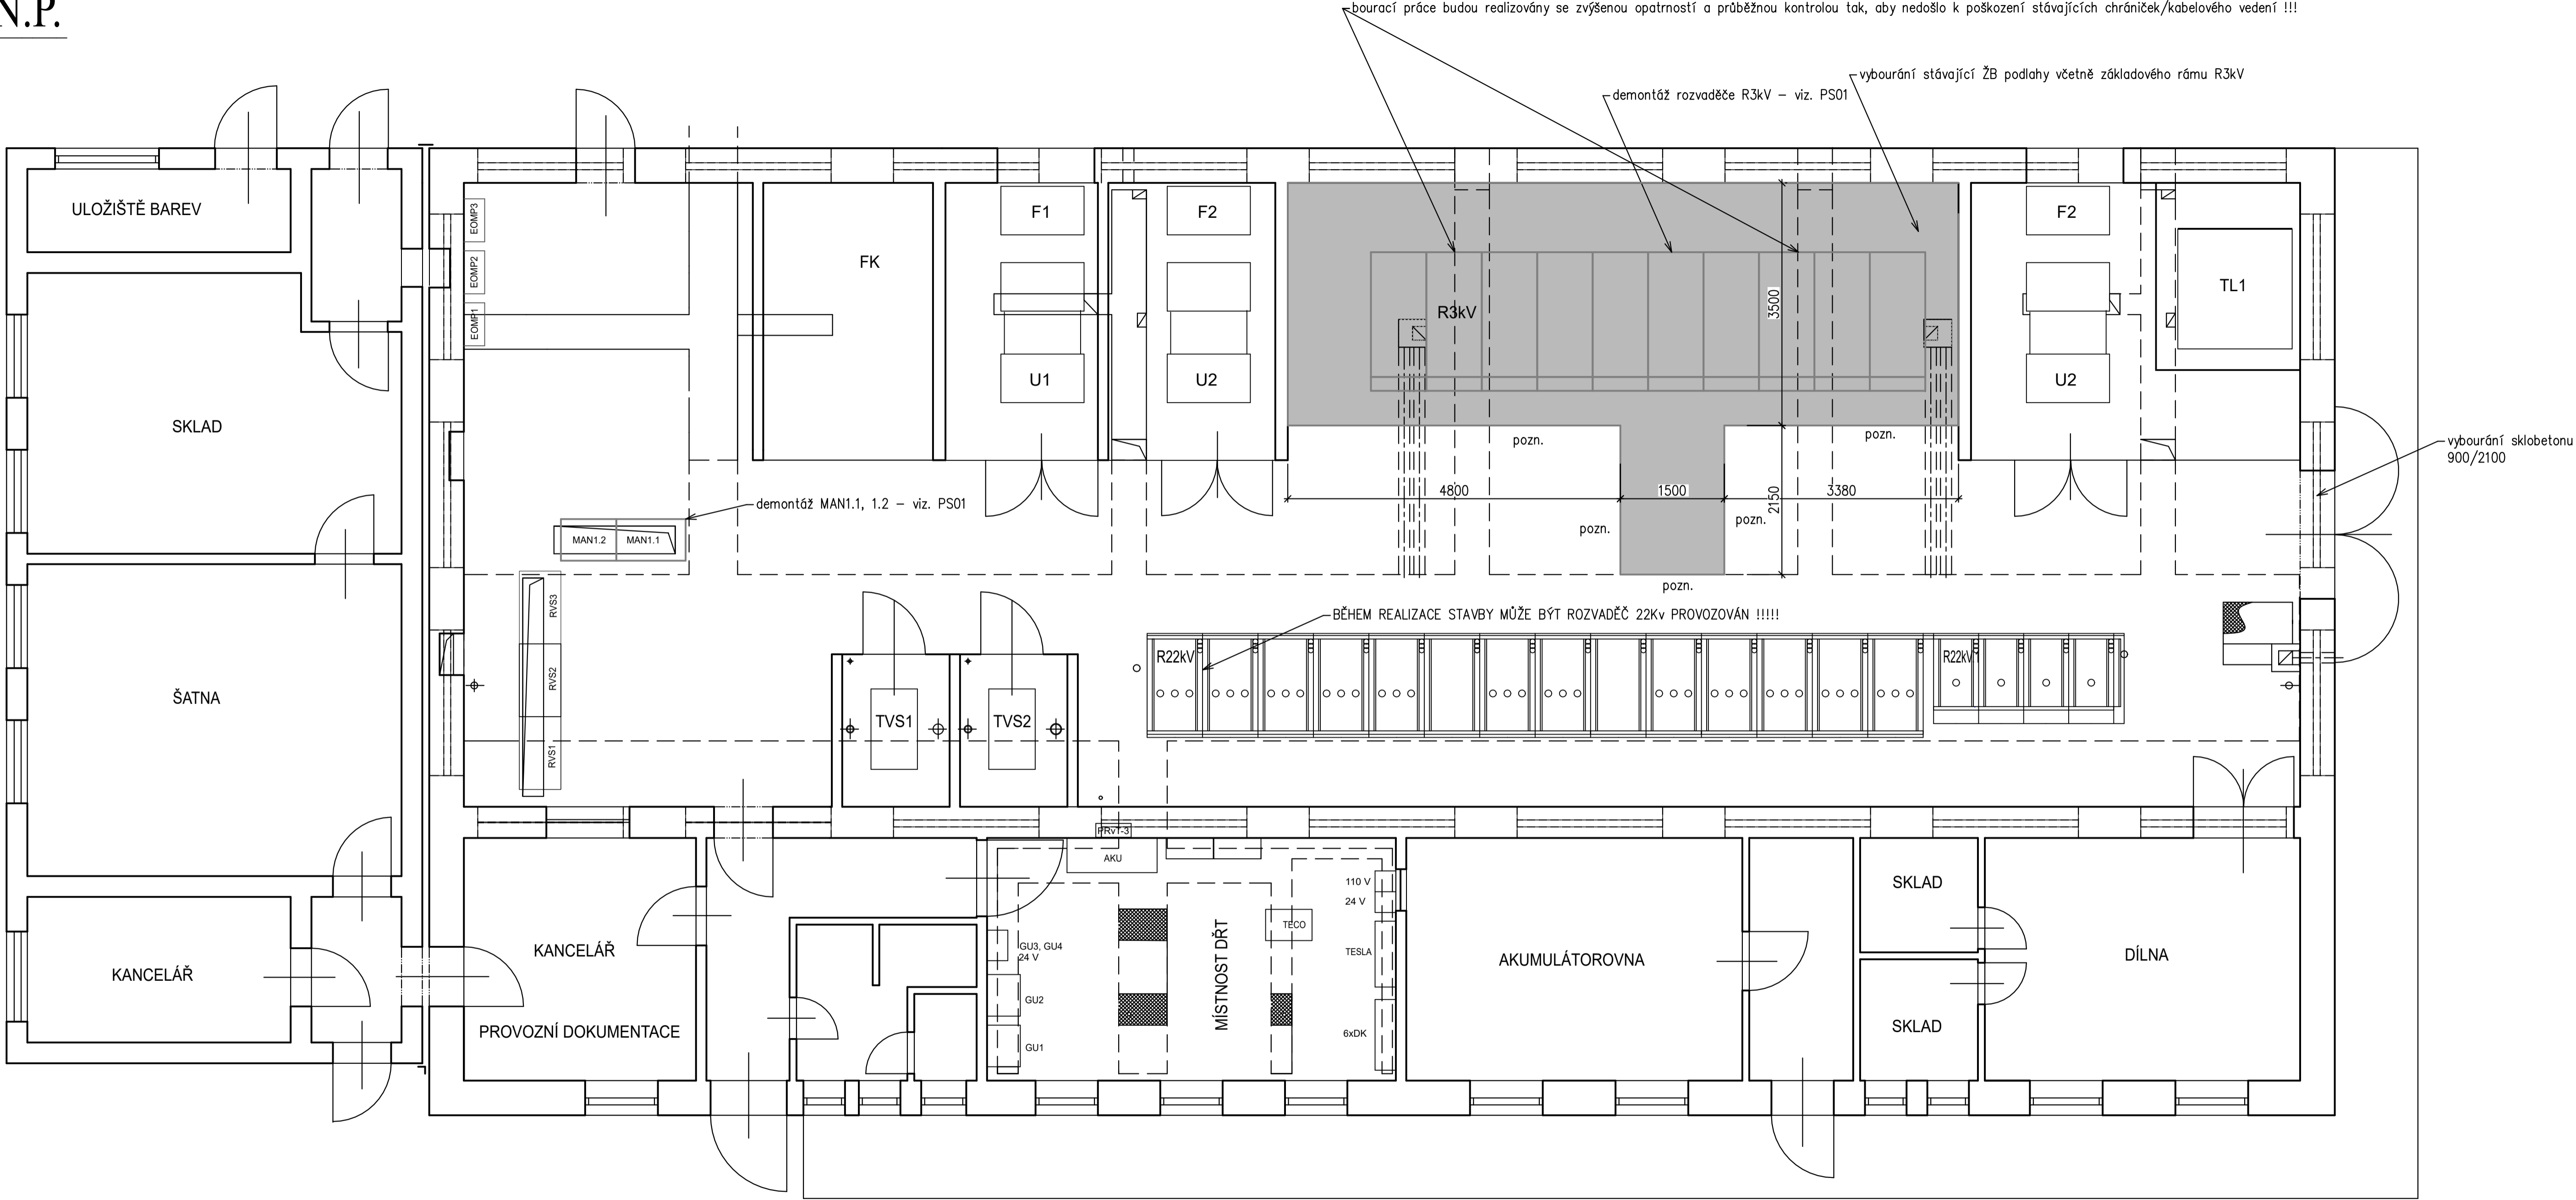 N.P.
bourací práce budou realizovány se zvýšenou opatrností a průběžnou kontrolou tak, aby nedošlo k poškození stávajících chrániček/kabelového vedení !!!
vybourání stávající ŽB podlahy včetně základového rámu R3kV
demontáž rozvaděče R3kV – viz. PS01
ULOŽIŠTĚ BAREV
EOMP3
EOMP2
EOMP1
FK
F1
F2
F2
TL1
R3kV
3500
U1
U2
U2
SKLAD
pozn.
pozn.
vybourání sklobetonu
900/2100
4800
1500
3380
2150
demontáž MAN1.1, 1.2 – viz. PS01
MAN1.2
MAN1.1
pozn.
pozn.
pozn.
RVS3
RVS2
RVS1
BĚHEM REALIZACE STAVBY MŮŽE BÝT ROZVADĚČ 22Kv PROVOZOVÁN !!!!!
R22kV
R22kV 1
ŠATNA
TVS1
TVS2
PRVT-3
AKU
110 V
24 V
TECO
TESLA
6xDK
GU3, GU4
24 V
GU2
GU1
MÍSTNOST DŘT
KANCELÁŘ
KANCELÁŘ
PROVOZNÍ DOKUMENTACE
AKUMULÁTOROVNA
SKLAD
SKLAD
DÍLNA